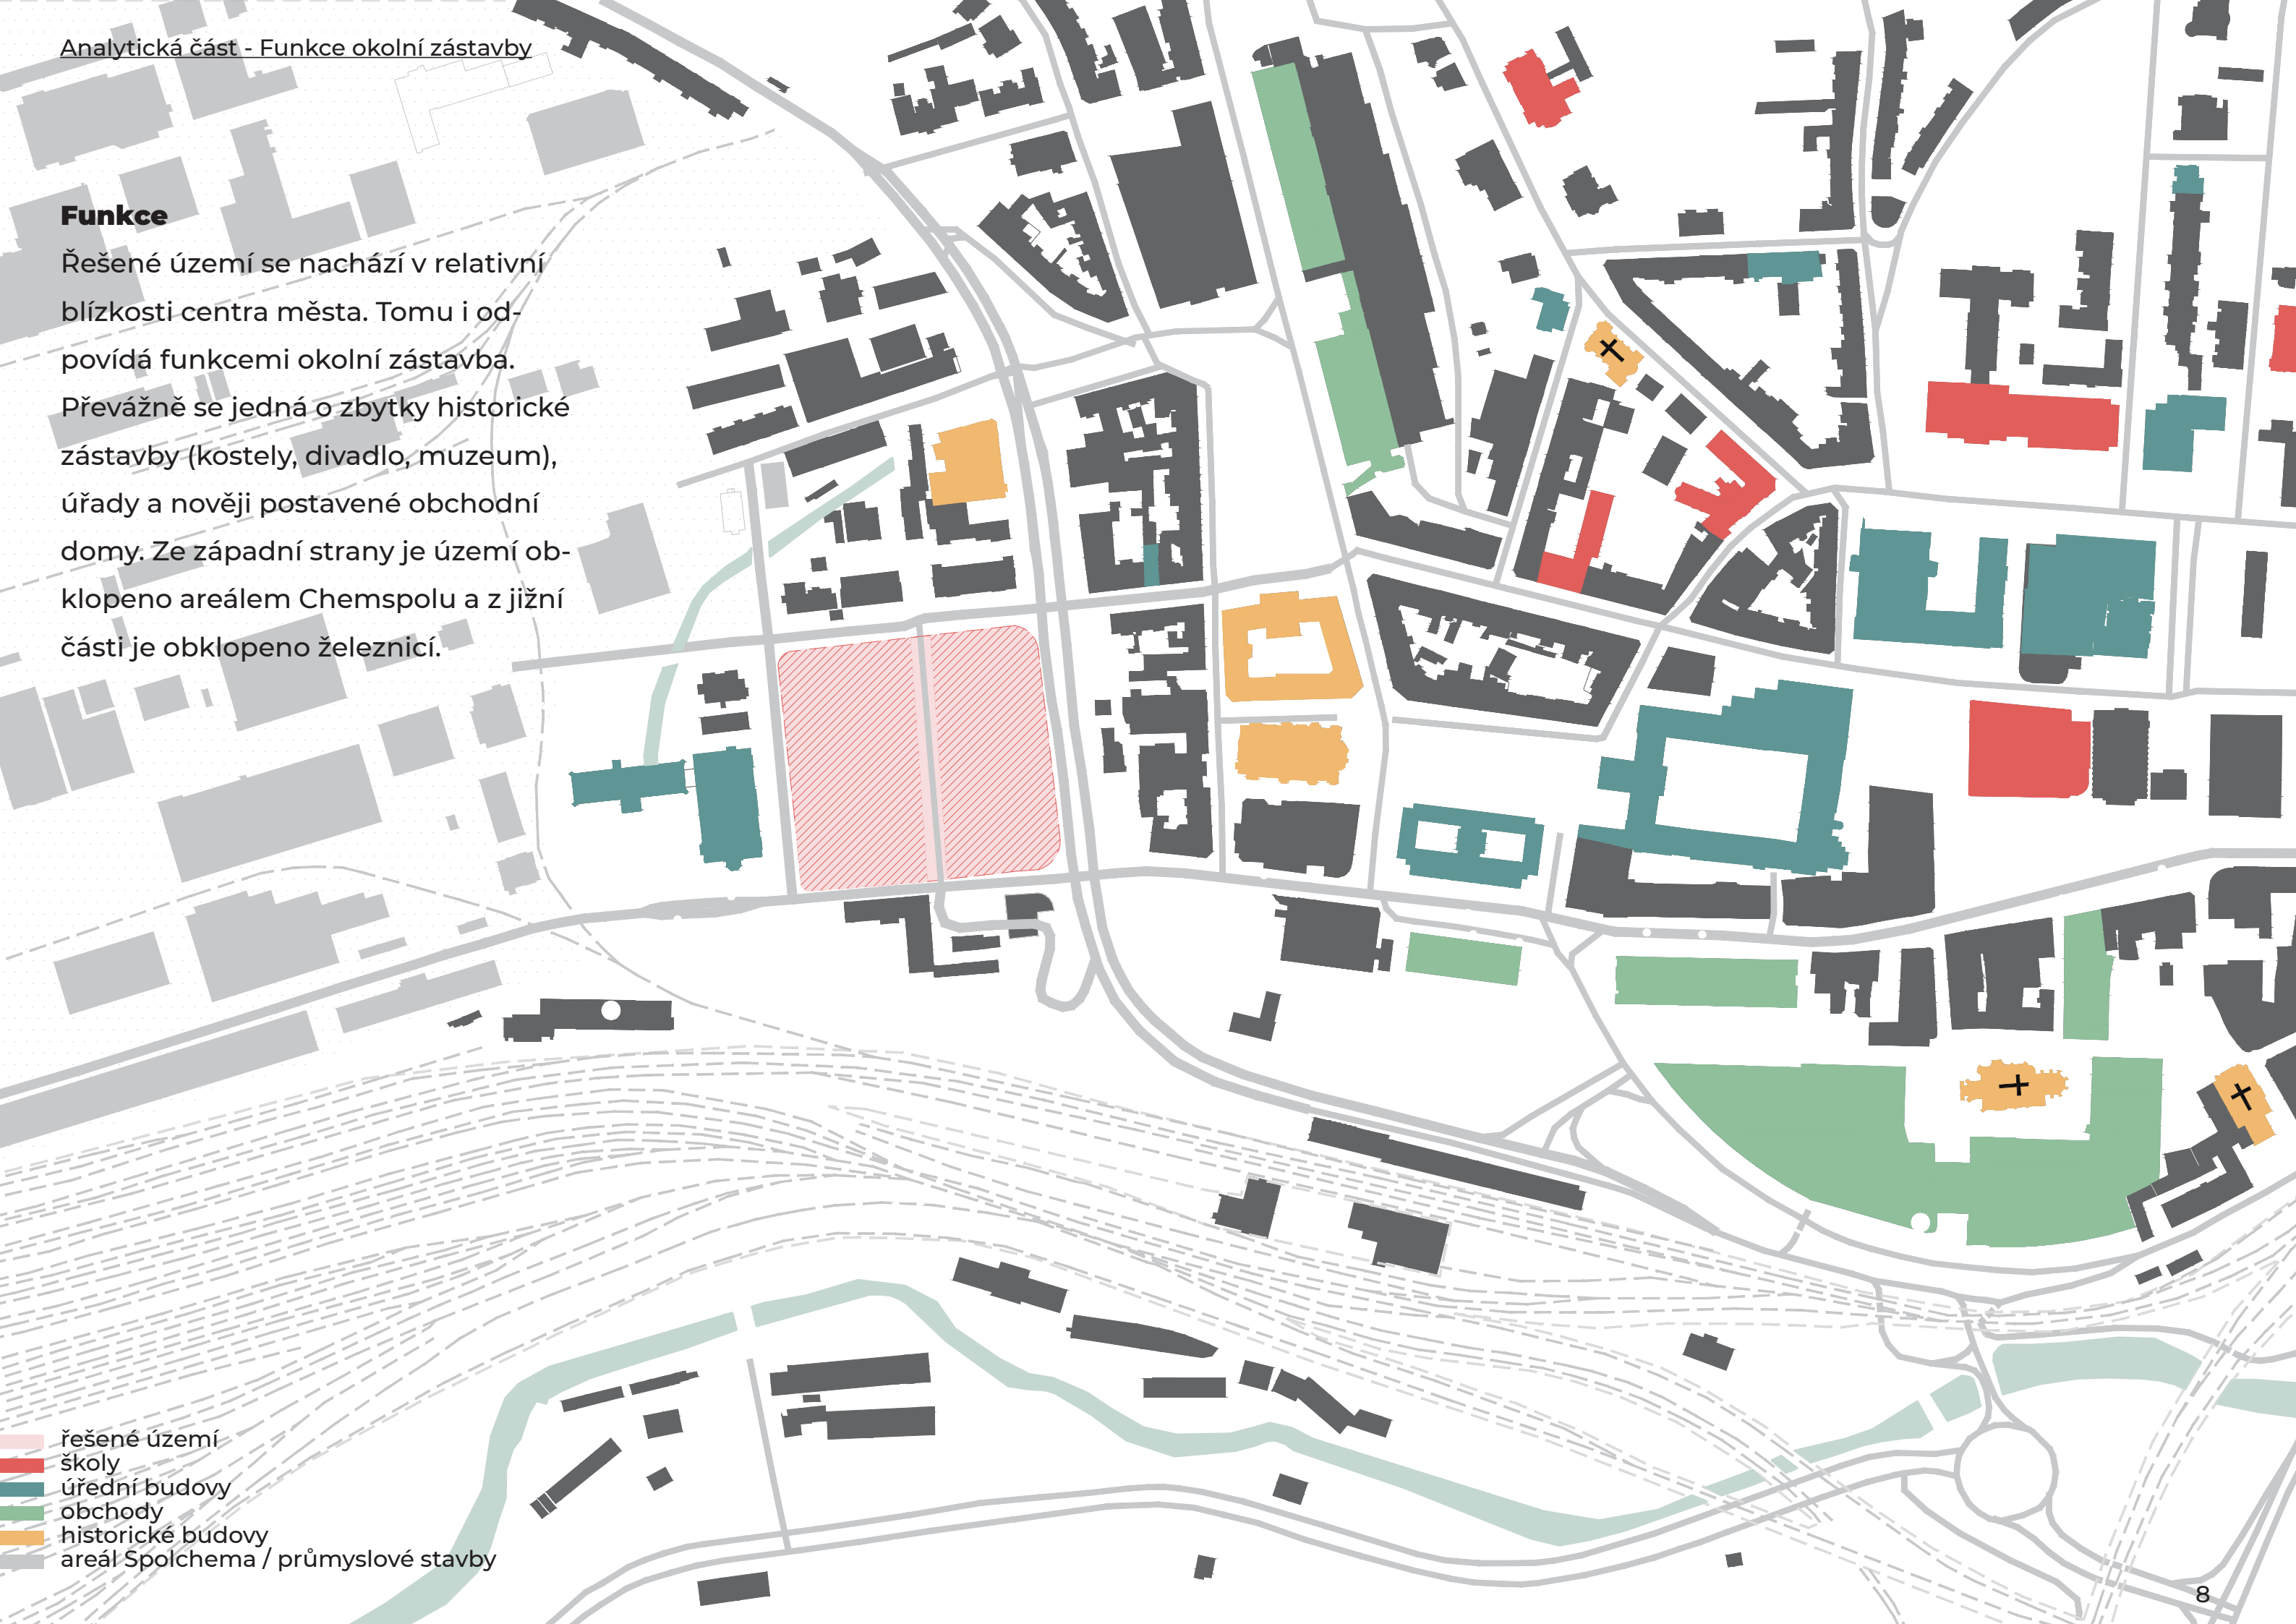 Analytická část - Funkce okolní zástavby
Funkce
Řešené území se nachází v relativní
blízkosti centra města. Tomu i od-
povídá funkcemi okolní zástavba.
Převážně se jedná o zbytky historické
zástavby (kostely, divadlo, muzeum),
úřady a nověji postavené obchodní
domy. Ze západní strany je území ob-
klopeno areálem Chemspolu a z jižní
části je obklopeno železnicí.
řešené území
školy
úřední budovy
obchody
historické budovy
areál Spolchema / průmyslové stavby
8